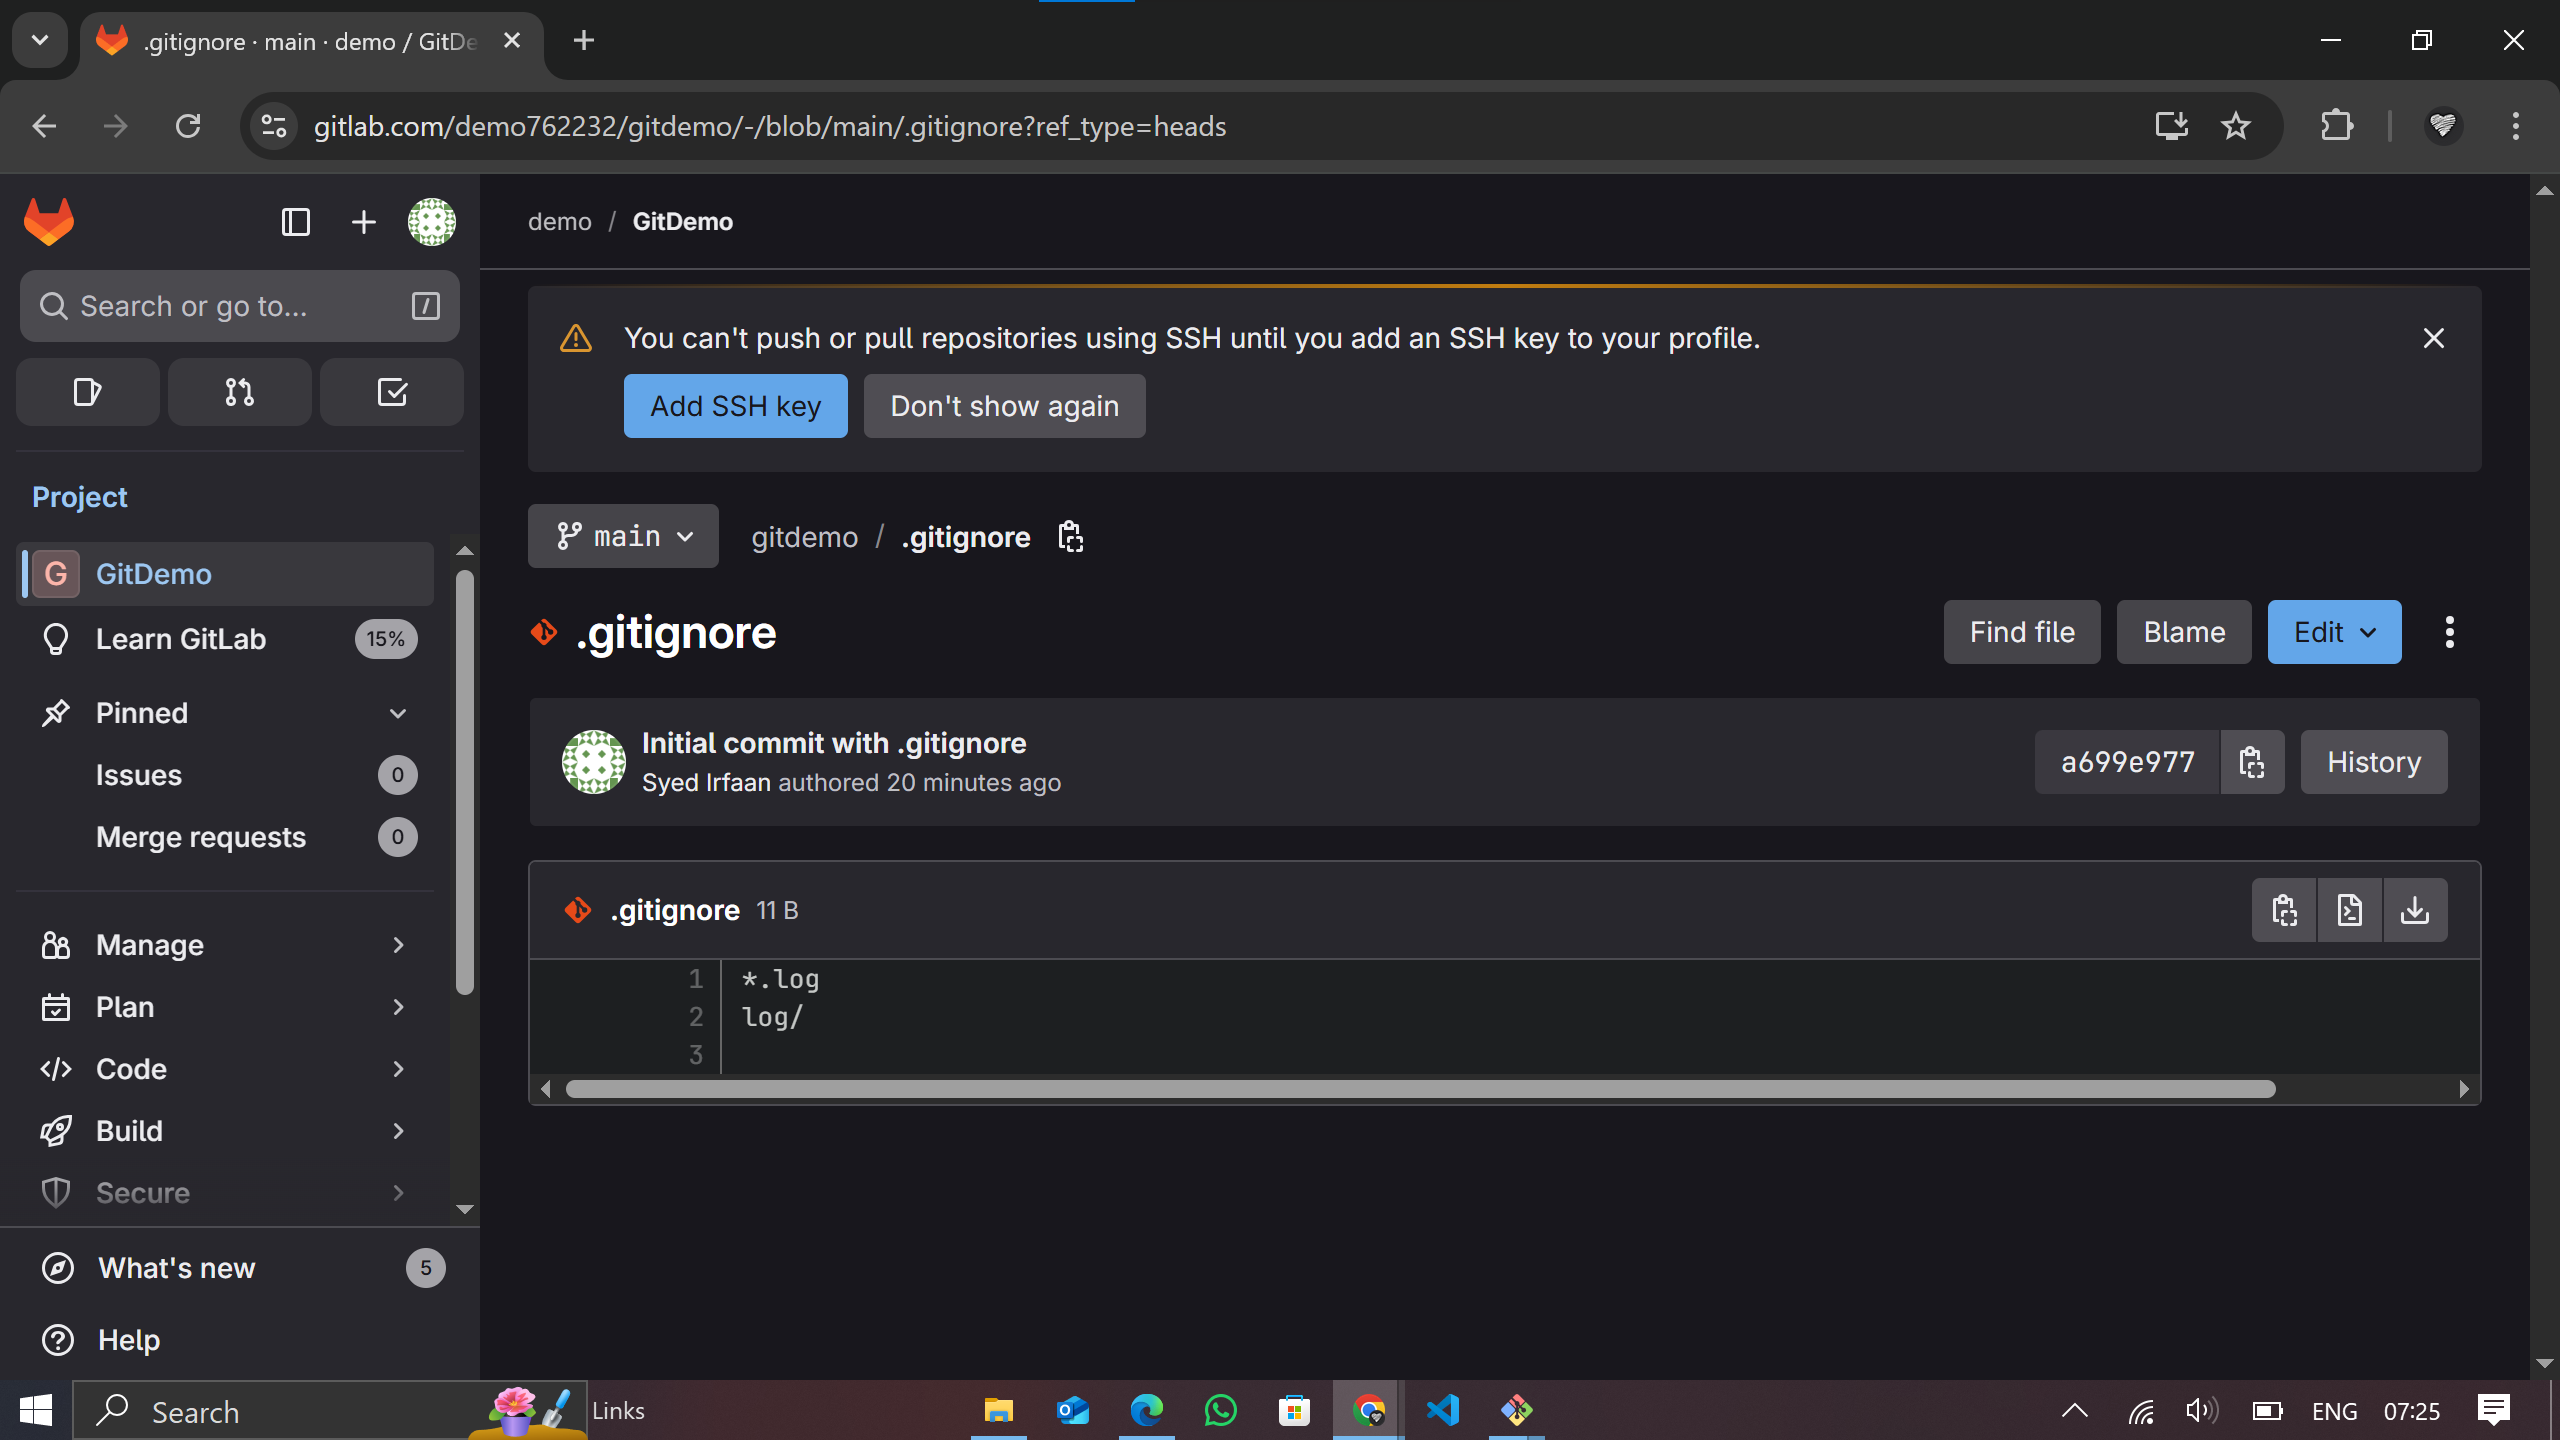 .gitignore · main · demo / GitDe
gitlab.com/demo762232/gitdemo/-/blob/main/.gitignore?ref_type=heads
Search or go to...
/
Project
G GitDemo
Learn GitLab 15%
Pinned
Issues 0
Merge requests 0
Manage
Plan
Code
Build
Secure
What's new 5
Help
demo / GitDemo
You can't push or pull repositories using SSH until you add an SSH key to your profile.
Add SSH key Don't show again
main gitdemo / .gitignore
.gitignore
Find file Blame Edit
Initial commit with .gitignore
Syed Irfaan authored 20 minutes ago
a699e977 History
.gitignore 11 B
1 *.log
2 log/
3
Search
Links
ENG 07:25